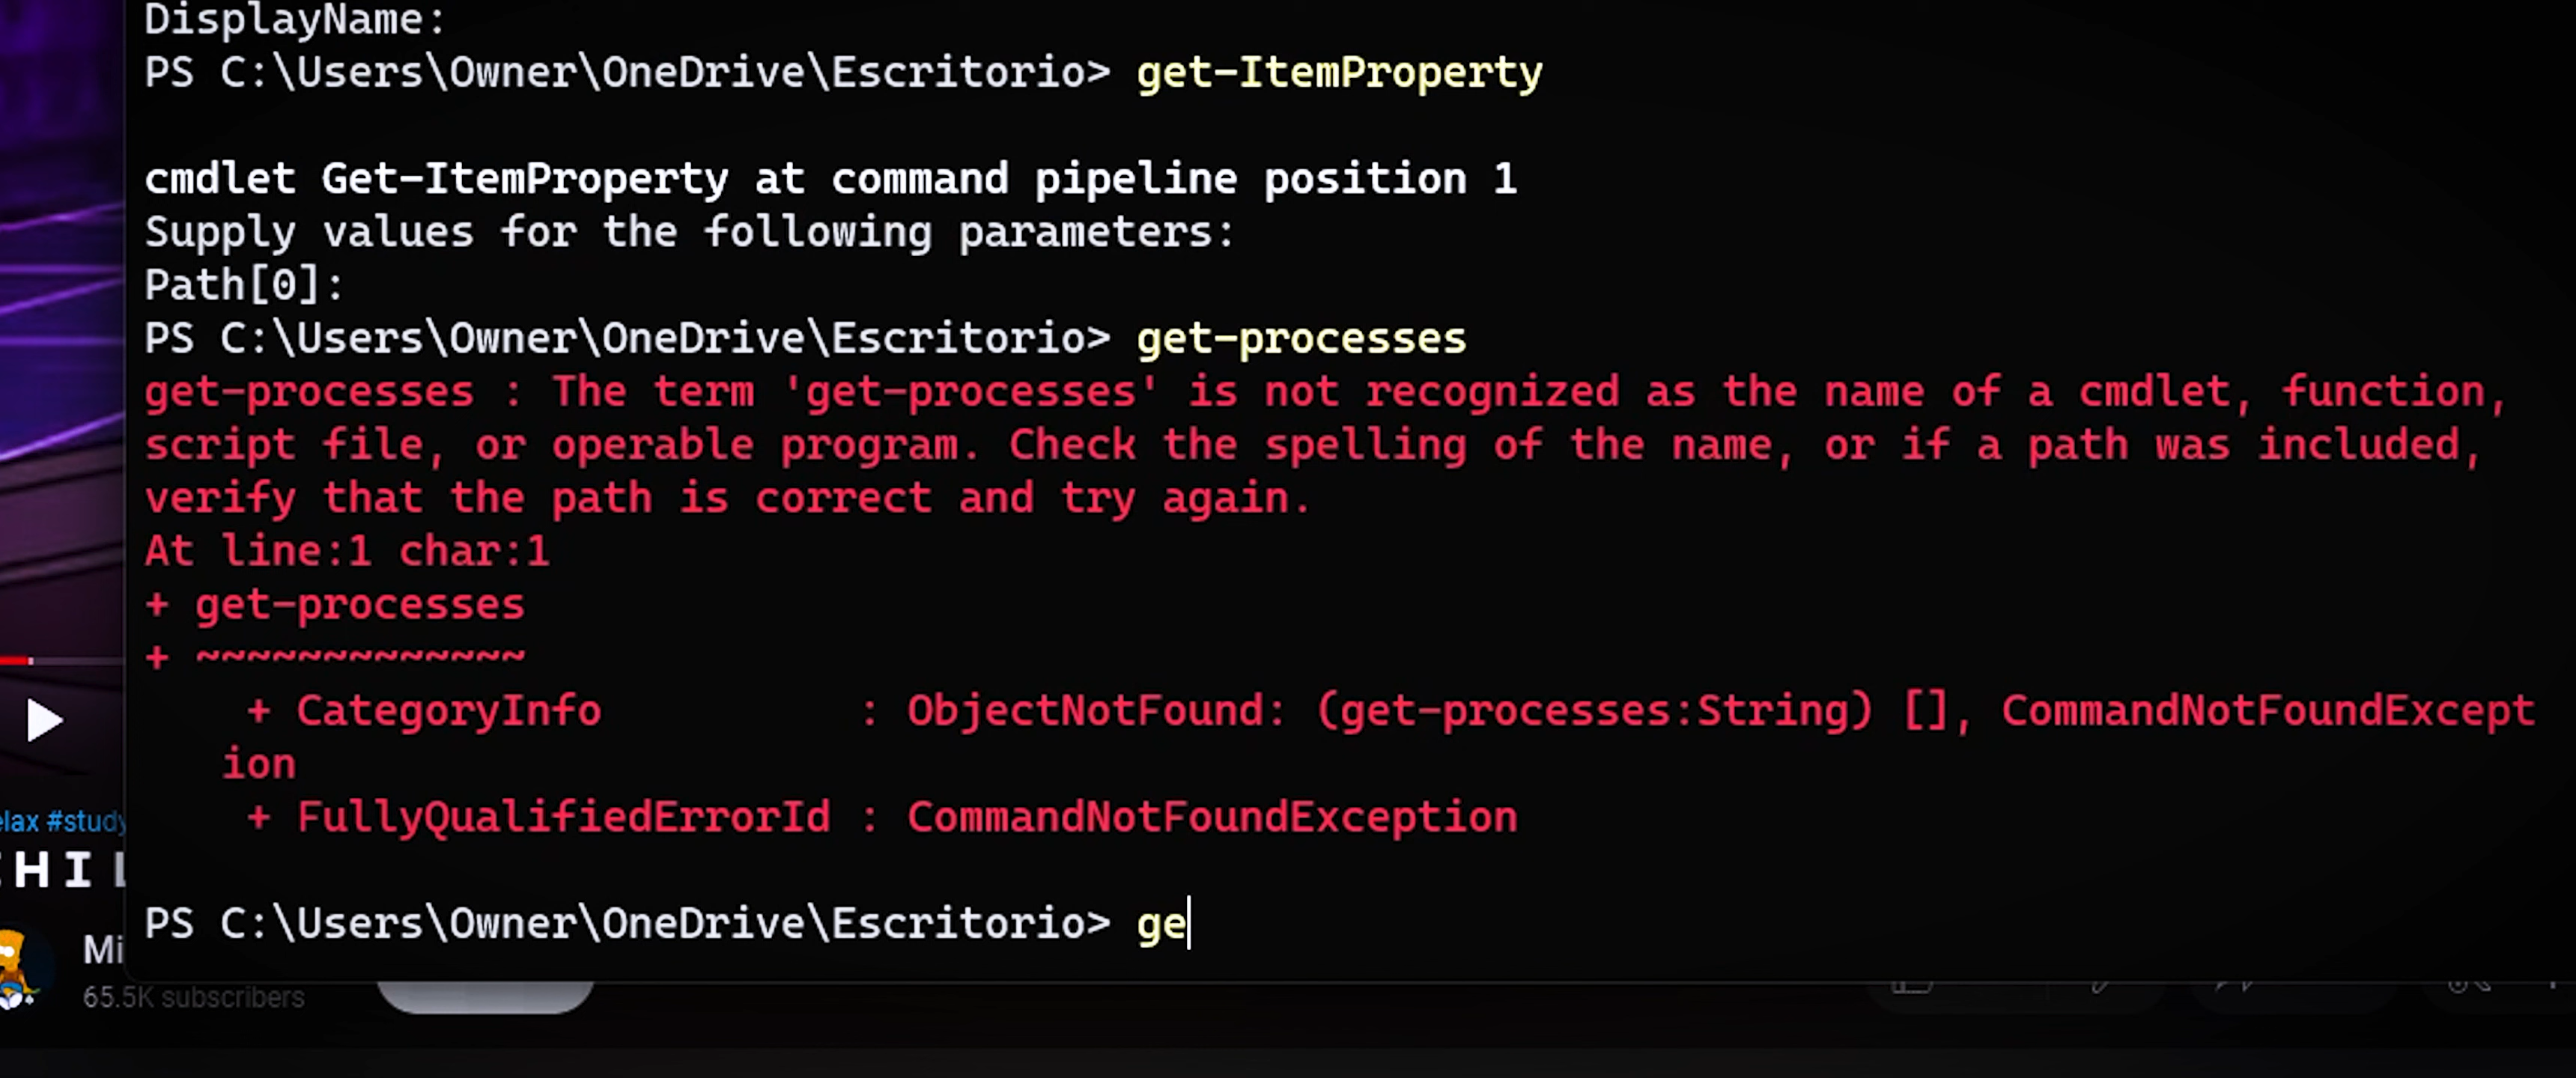 DisplayName:
PS C:\Users\Owner\OneDrive\Escritorio> get-ItemProperty
cmdlet Get-ItemProperty at command pipeline position 1
Supply values for the following parameters:
Path[0]:
PS C:\Users\Owner\OneDrive\Escritorio> get-processes
get-processes : The term 'get-processes' is not recognized as the name of a cmdlet, function,
script file, or operable program. Check the spelling of the name, or if a path was included,
verify that the path is correct and try again.
At line:1 char:1
+ get-processes
+ ~~~~~~~~~~~~~
+ CategoryInfo : ObjectNotFound: (get-processes:String) [], CommandNotFoundExcept
ion
+ FullyQualifiedErrorId : CommandNotFoundException
elax #study
HIL
PS C:\Users\Owner\OneDrive\Escritorio> ge
Mi
65.5K subscribers